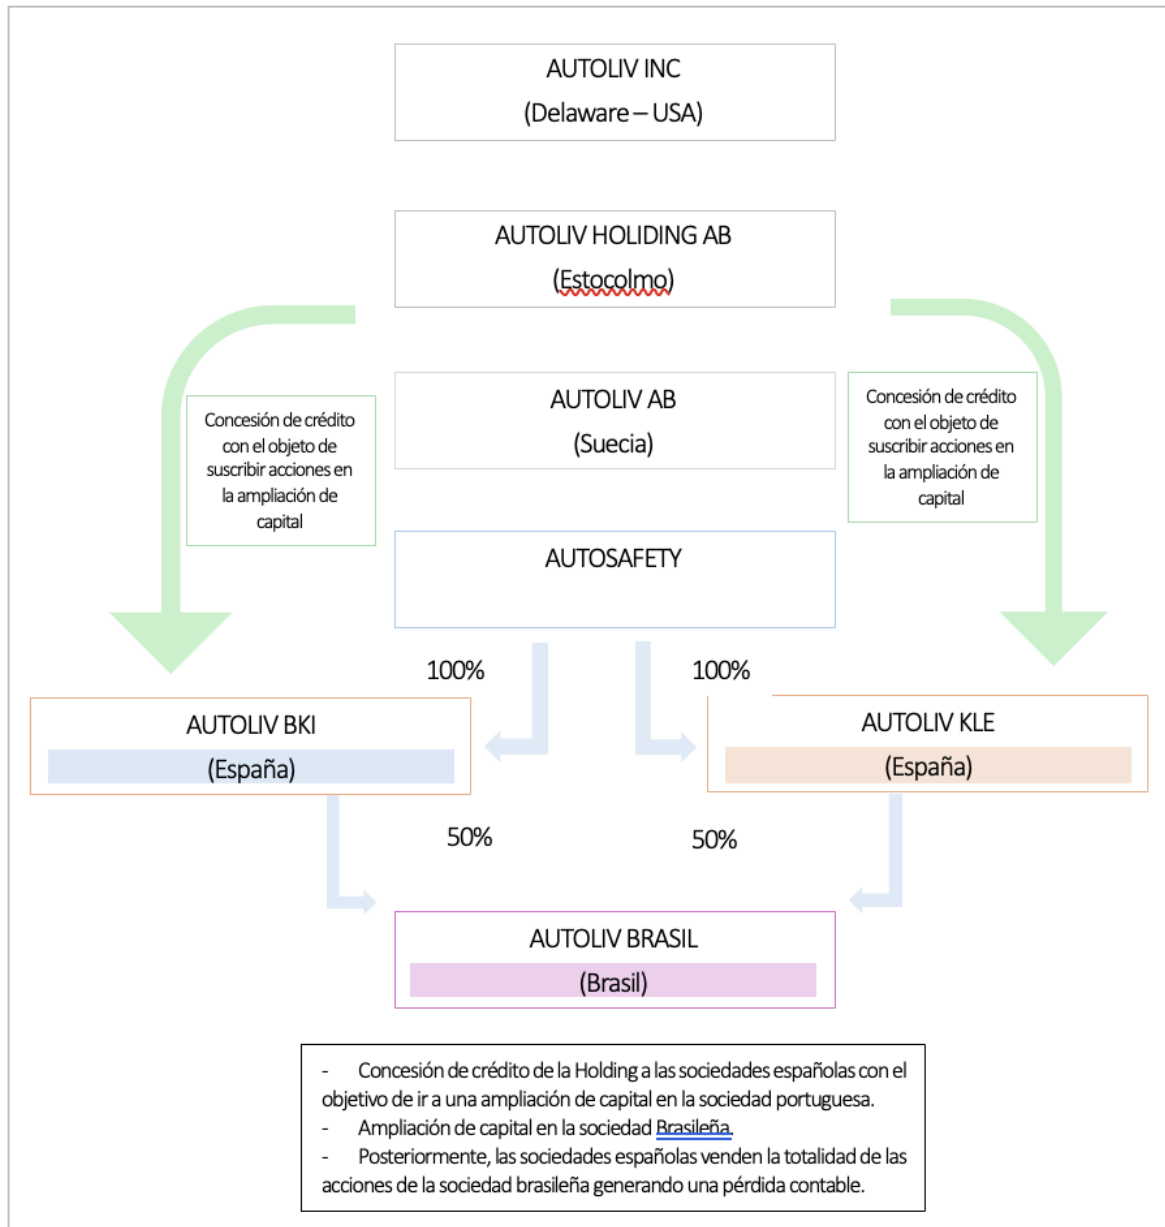 AUTOLIV INC
(Delaware – USA)
AUTOLIV HOLIDING AB
(Estocolmo)
Concesión de crédito
con el objeto de
suscribir acciones en
la ampliación de
capital
AUTOLIV AB
(Suecia)
Concesión de crédito
con el objeto de
suscribir acciones en
la ampliación de
capital
AUTOSAFETY
100%
100%
AUTOLIV BKI
(España)
AUTOLIV KLE
(España)
50%
50%
AUTOLIV BRASIL
(Brasil)
- Concesión de crédito de la Holding a las sociedades españolas con el
objetivo de ir a una ampliación de capital en la sociedad portuguesa.
- Ampliación de capital en la sociedad Brasileña.
- Posteriormente, las sociedades españolas venden la totalidad de las
acciones de la sociedad brasileña generando una pérdida contable.